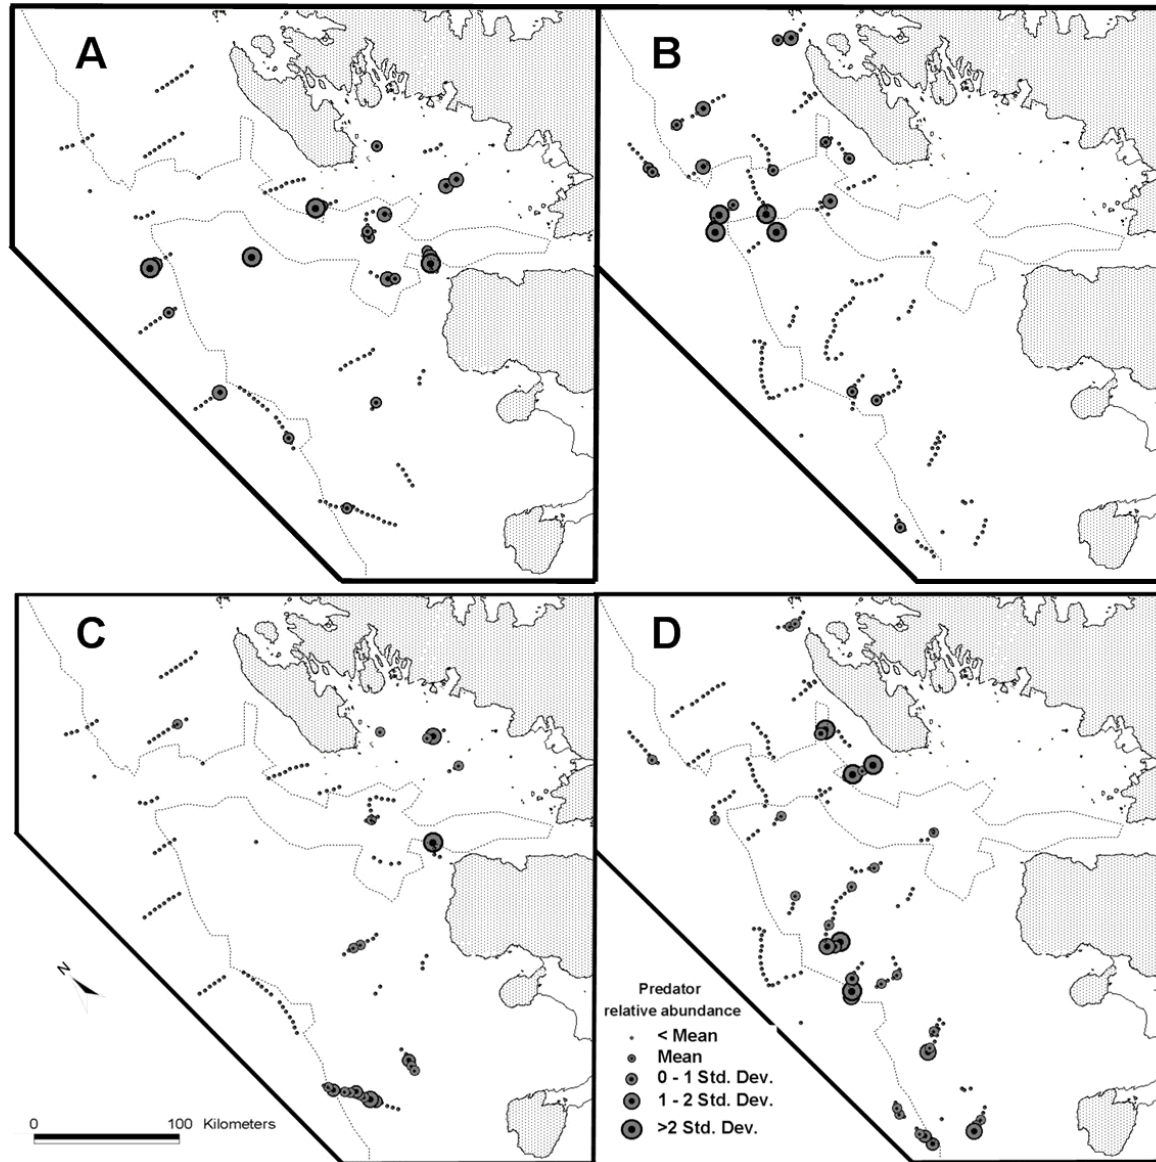 A
B
C
D
N
0 100 Kilometers
Predator
relative abundance
< Mean
Mean
0 - 1 Std. Dev.
1 - 2 Std. Dev.
>2 Std. Dev.